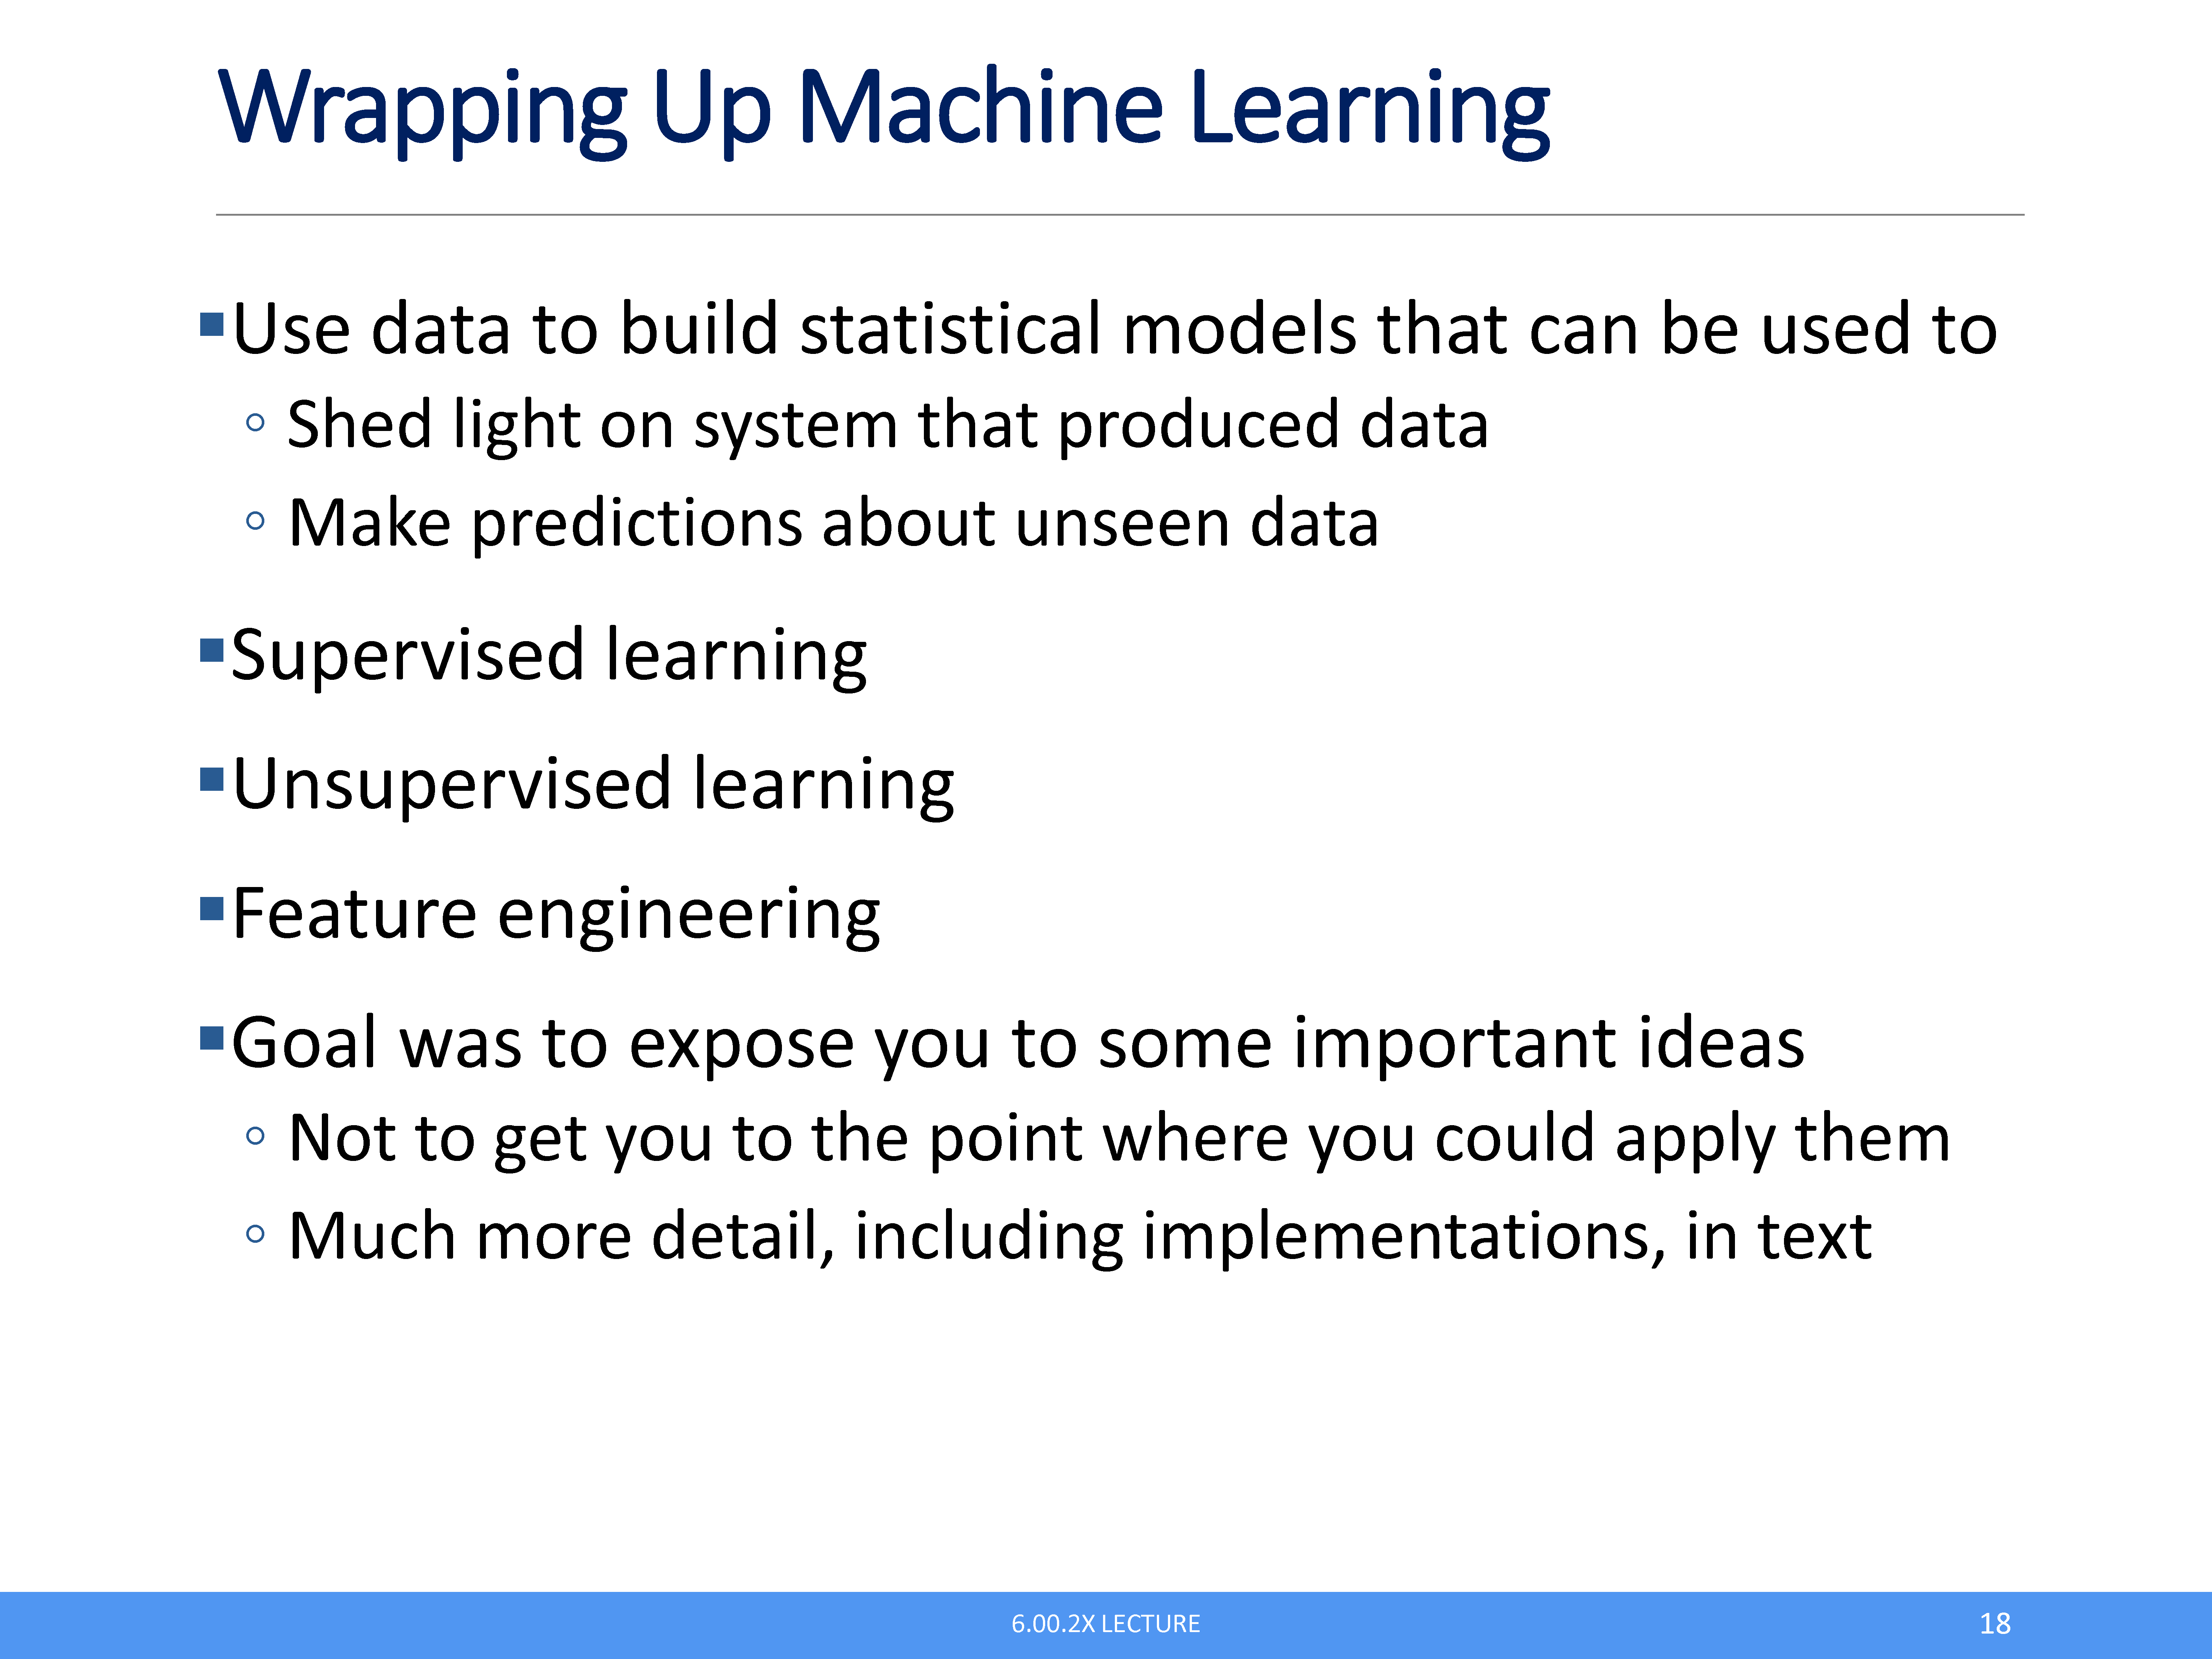 Wrapping Up Machine Learning
▪Use data to build statistical models that can be used to
◦ Shed light on system that produced data
◦ Make predictions about unseen data
▪Supervised learning
▪Unsupervised learning
▪Feature engineering
▪Goal was to expose you to some important ideas
◦ Not to get you to the point where you could apply them
◦ Much more detail, including implementations, in text
6.00.2X LECTURE
18